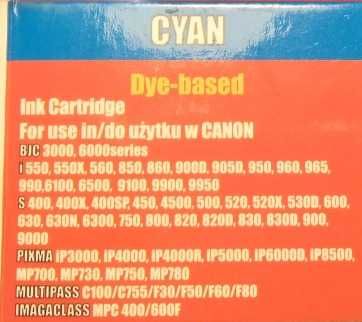 CYAN
Dye-based
Ink Cartridge
For use in/do użytku w CANON
BJC 3000, 6000series
i 550, 550X, 560, 850, 860, 900D, 905D, 950, 960, 965,
990,6100, 6500, 9100, 9900, 9950
S 400, 400X, 400SP, 450, 4500, 500, 520, 520X, 530D, 600,
630, 630N, 6300, 750, 800, 820, 820D, 830, 830D, 900,
9000
PIXMA iP3000, iP4000, iP4000R, iP5000, iP6000D, iP8500,
MP700, MP730, MP750, MP780
MULTIPASS C100/C755/F30/F50/F60/F80
IMAGACLASS MPC 400/600F